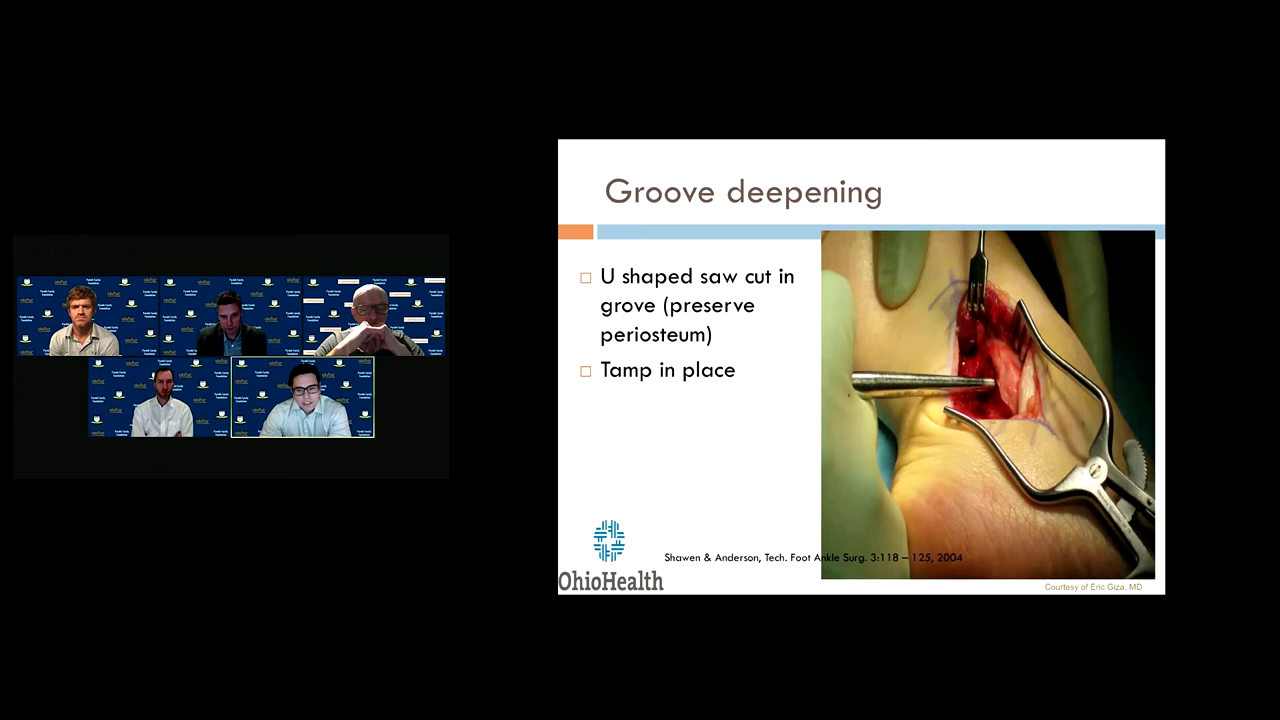 Groove deepening
U shaped saw cut in
grove (preserve
periosteum)
Tamp in place
Shawen & Anderson, Tech. Foot Ankle Surg. 3:118 – 125, 2004
OhioHealth
Courtesy of Eric Giza, MD